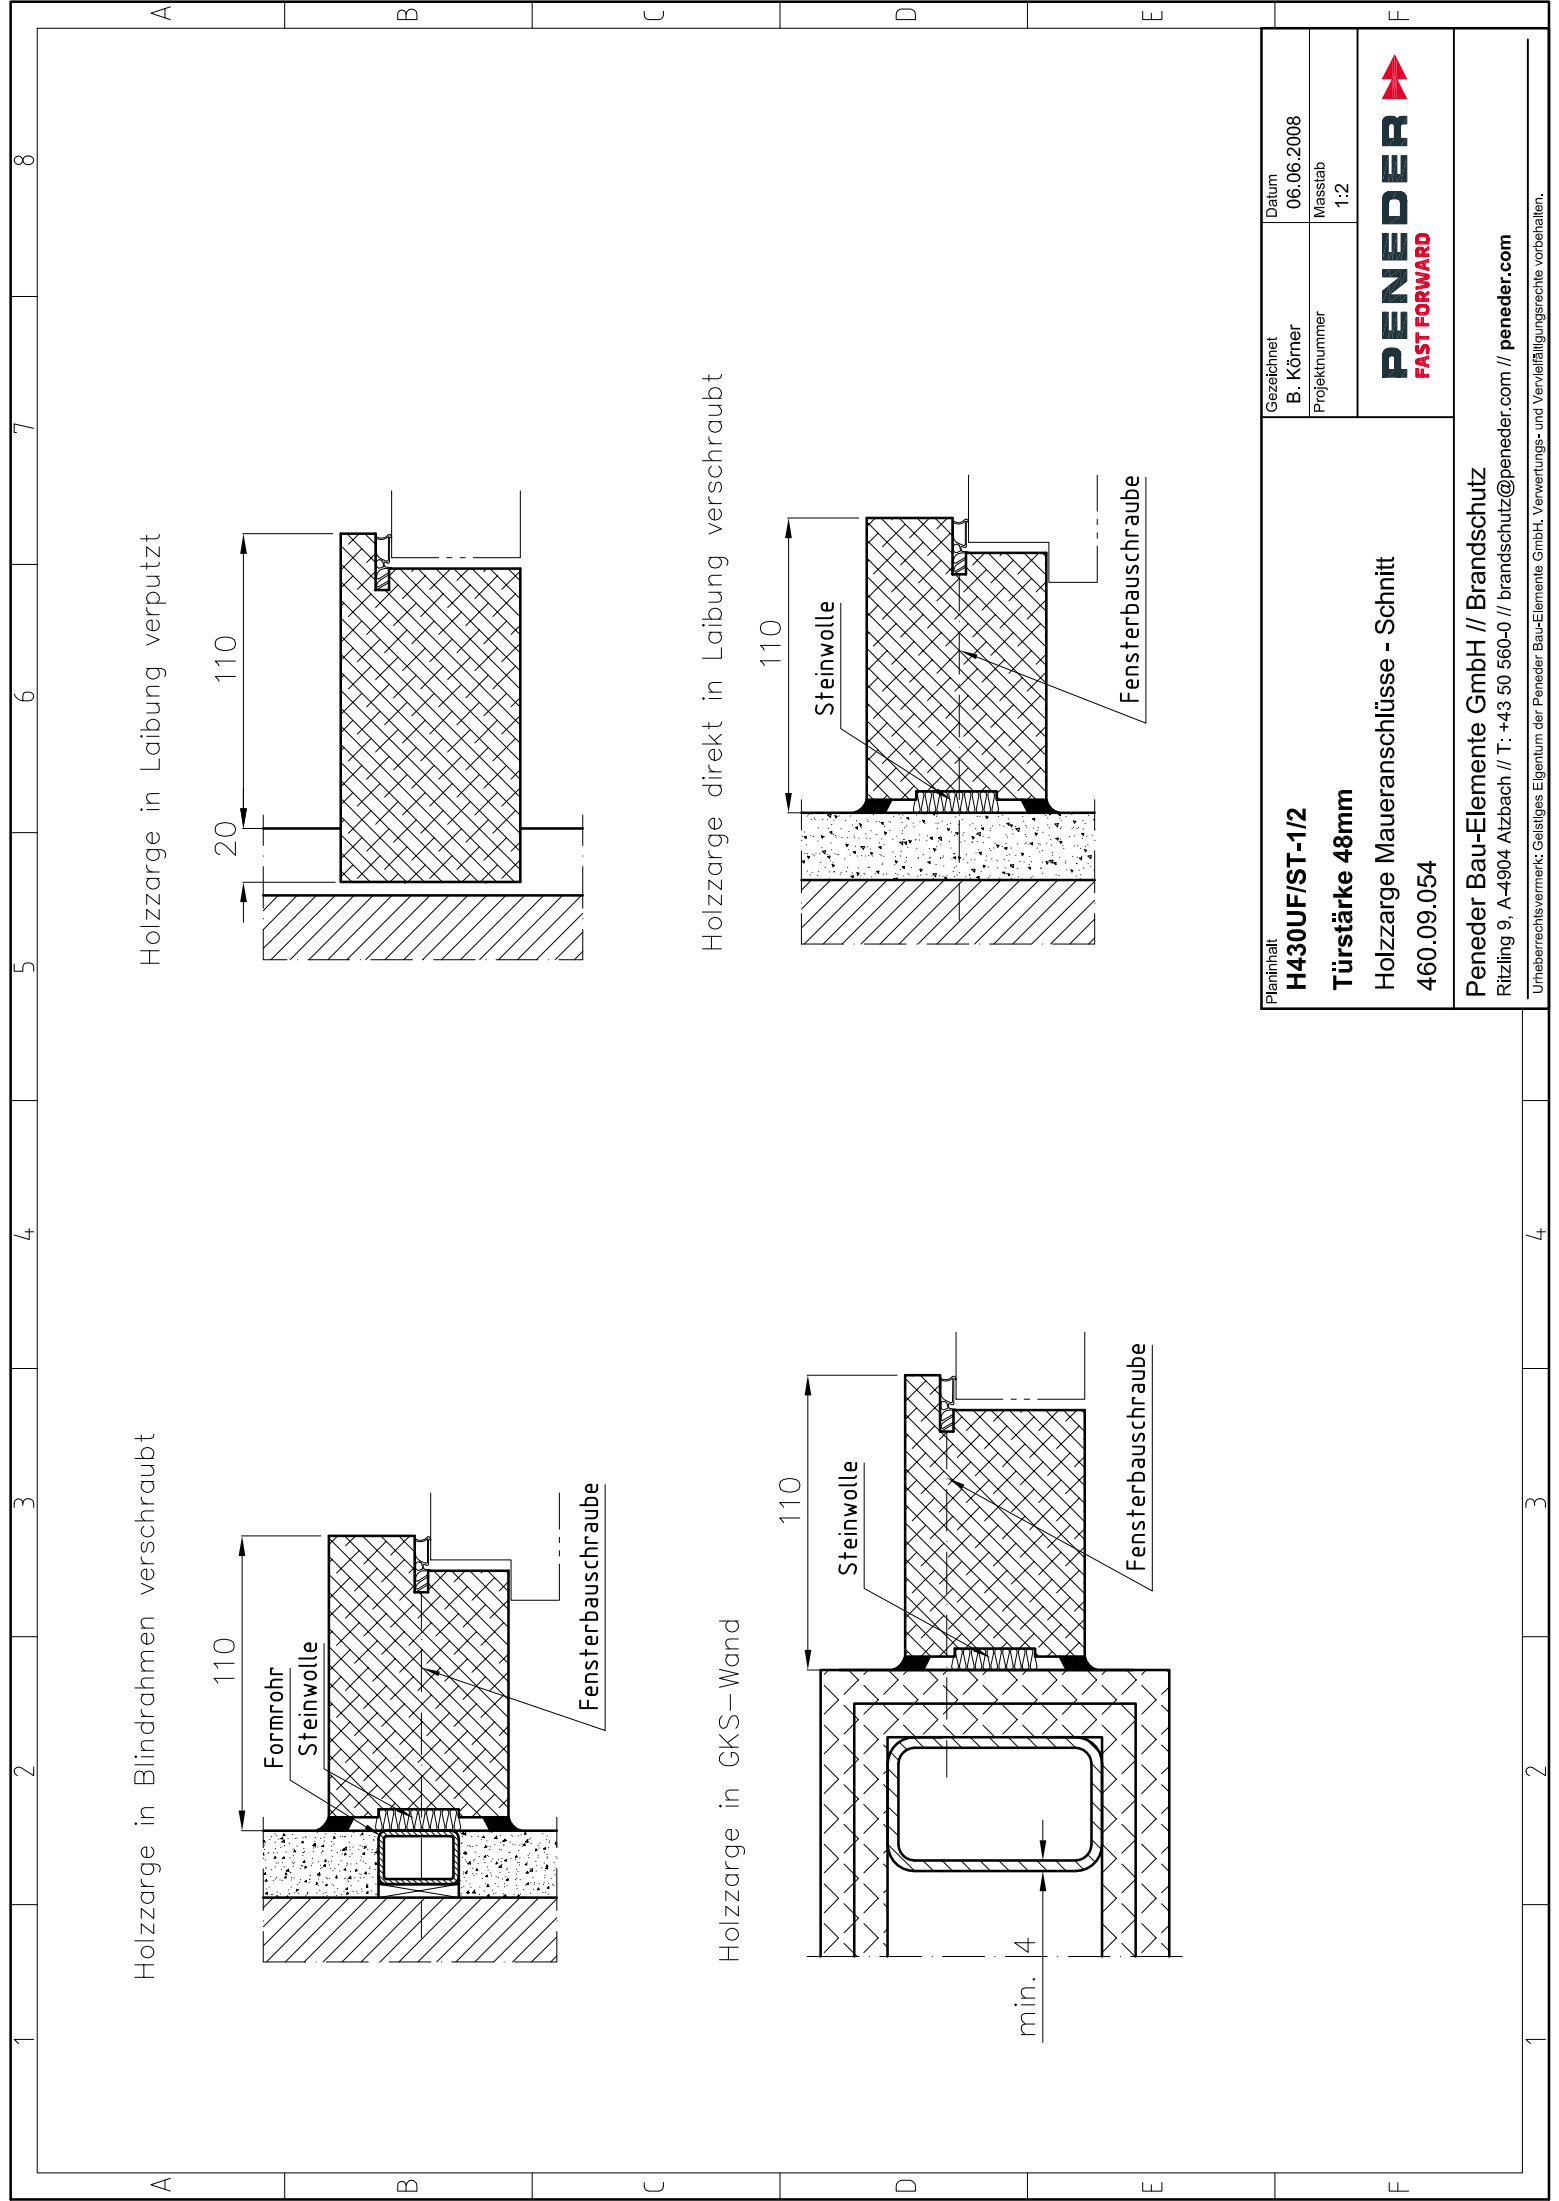 1
2
3
4
5
6
7
8
A
B
C
D
E
F
Holzzarge in Blindrahmen verschraubt
110
Formrohr
Steinwolle
Fensterbauschraube
Holzzarge in Laibung verputzt
20
110
Holzzarge in GKS-Wand
110
Steinwolle
Fensterbauschraube
min. 4
Holzzarge direkt in Laibung verschraubt
110
Steinwolle
Fensterbauschraube
Planinhalt
H430UF/ST-1/2
Türstärke 48mm
Holzzarge Maueranschlüsse - Schnitt
460.09.054
Gezeichnet
B. Körner
Datum
06.06.2008
Projektnummer
Masstab
1:2
PENEDER
FAST FORWARD
Peneder Bau-Elemente GmbH // Brandschutz
Ritzling 9, A-4904 Atzbach // T: +43 50 560-0 // brandschutz@peneder.com // peneder.com
Urheberrechtsvermerk: Geistiges Eigentum der Peneder Bau-Elemente GmbH. Verwertungs- und Vervielfältigungsrechte vorbehalten.
A
B
C
D
E
F
1
2
3
4